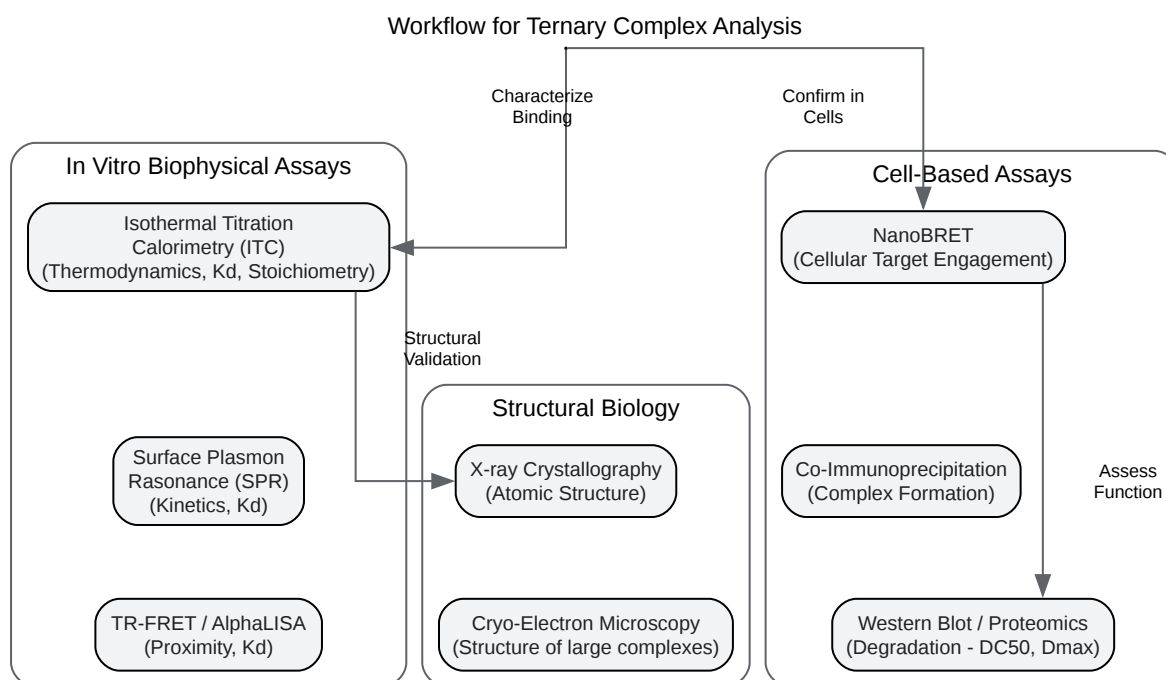 Workflow for Ternary Complex Analysis
Characterize
Binding
Confirm in
Cells
In Vitro Biophysical Assays
Isothermal Titration
Calorimetry (ITC)
(Thermodynamics, Kd, Stoichiometry)
Structural
Validation
Surface Plasmon
Rasonance (SPR)
(Kinetics, Kd)
TR-FRET / AlphaLISA
(Proximity, Kd)
Structural Biology
X-ray Crystallography
(Atomic Structure)
Cryo-Electron Microscopy
(Structure of large complexes)
Cell-Based Assays
NanoBRET
(Cellular Target Engagement)
Co-Immunoprecipitation
(Complex Formation)
Assess
Function
Western Blot / Proteomics
(Degradation - DC50, Dmax)